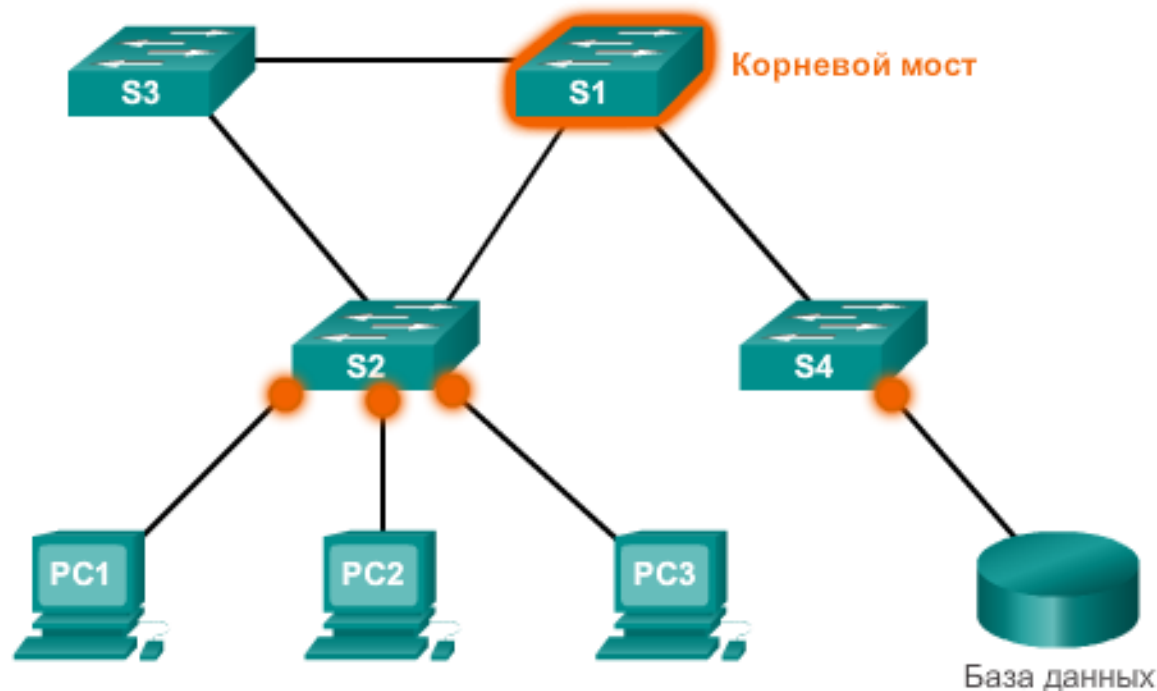 S3
S1
Корневой мост
S2
S4
PC1
PC2
PC3
База данных